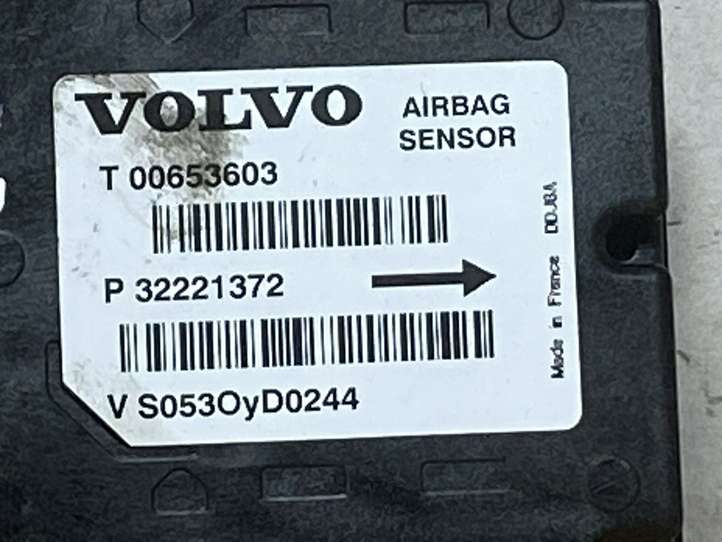 VOLVO
AIRBAG
SENSOR
T 00653603
P 32221372
V S053OyD0244
Made in France DDJBA